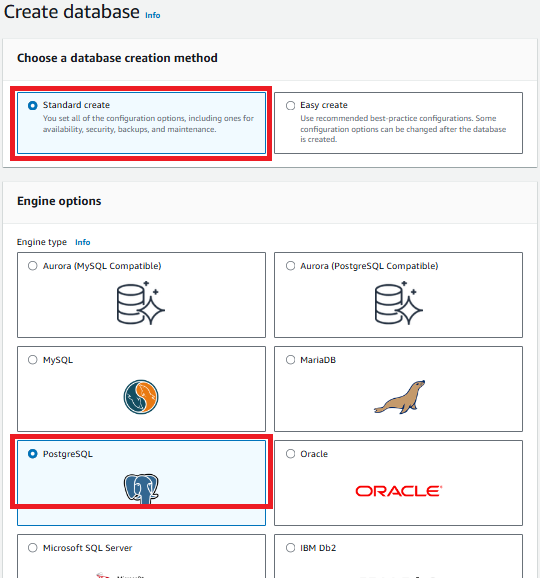 Create database Info
Choose a database creation method
Standard create
You set all of the configuration options, including ones for
availability, security, backups, and maintenance.
Easy create
Use recommended best-practice configurations. Some
configuration options can be changed after the database
is created.
Engine options
Engine type Info
Aurora (MySQL Compatible)
Aurora (PostgreSQL Compatible)
MySQL
MariaDB
PostgreSQL
Oracle
ORACLE
Microsoft SQL Server
IBM Db2